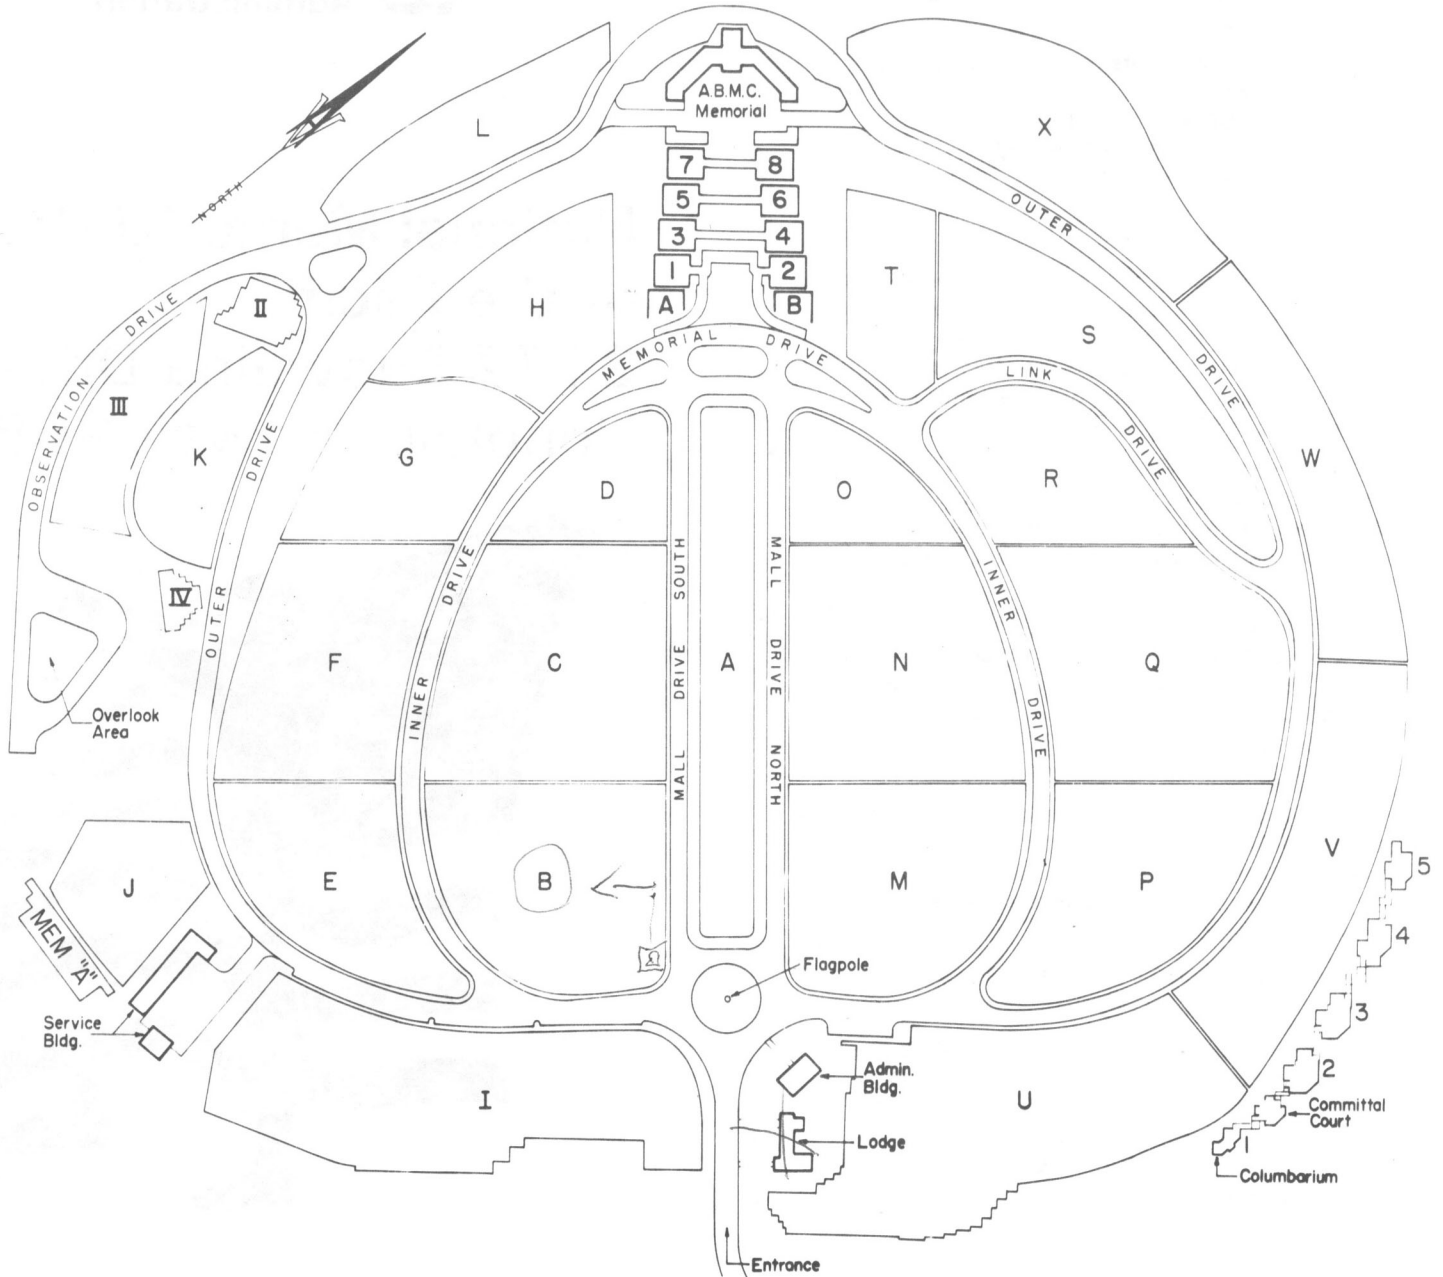 A.B.M.C.
Memorial
L
X
NORTH
7
8
5
6
3
4
1
2
A
B
OUTER
DRIVE
T
S
H
II
OBSERVATION DRIVE
III
K
MEMORIAL DRIVE
LINK
DRIVE
W
G
D
O
R
OUTER DRIVE
IV
INNER DRIVE
MALL DRIVE SOUTH
MALL DRIVE NORTH
INNER
DRIVE
F
C
A
N
Q
Overlook
Area
J
E
B
M
P
V
5
4
3
2
1
MEM "A"
Flagpole
Service
Bldg.
Admin.
Bldg.
I
U
Lodge
Committal
Court
Columbarium
Entrance